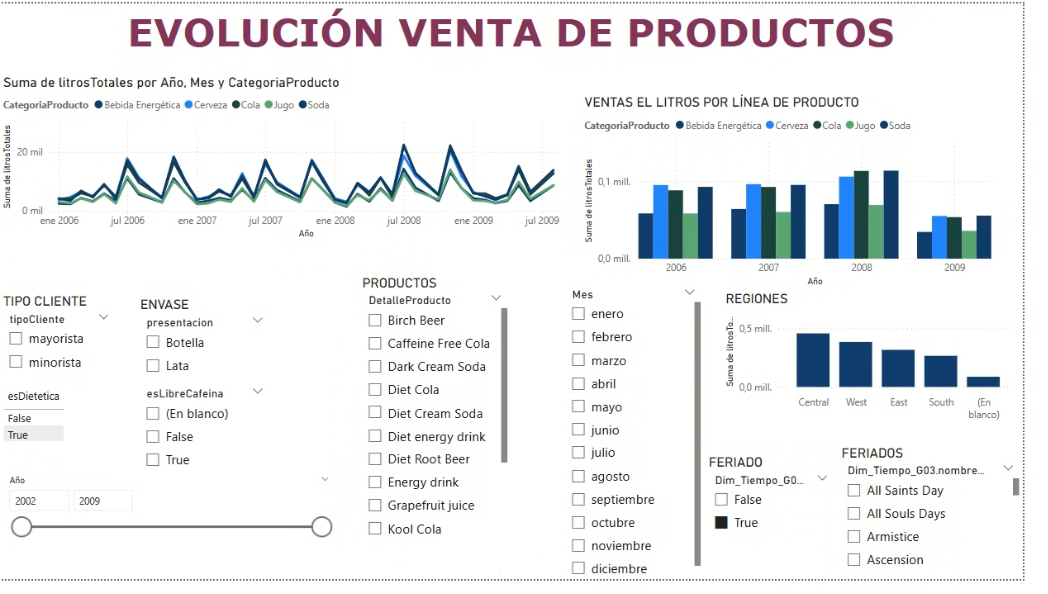 EVOLUCIÓN VENTA DE PRODUCTOS
Suma de litrosTotales por Año, Mes y CategoriaProducto
CategoriaProducto Bebida Energética Cerveza Cola Jugo Soda
Suma de litrosTotales
20 mil
0 mil
ene 2006 jul 2006 ene 2007 jul 2007 ene 2008 jul 2008 ene 2009 jul 2009
Año
VENTAS EL LITROS POR LÍNEA DE PRODUCTO
CategoriaProducto Bebida Energética Cerveza Cola Jugo Soda
Suma de litrosTotales
0,1 mill.
0,0 mill.
2006 2007 2008 2009
Año
TIPO CLIENTE
tipoCliente
mayorista
minorista
esDietetica
False
True
ENVASE
presentacion
Botella
Lata
esLibreCafeina
(En blanco)
False
True
Año
2002 2009
PRODUCTOS
DetalleProducto
Birch Beer
Caffeine Free Cola
Dark Cream Soda
Diet Cola
Diet Cream Soda
Diet energy drink
Diet Root Beer
Energy drink
Grapefruit juice
Kool Cola
Mes
enero
febrero
marzo
abril
mayo
junio
julio
agosto
septiembre
octubre
noviembre
diciembre
REGIONES
Suma de litrosTo...
0,5 mill.
0,0 mill.
Central West East South (En
blanco)
FERIADO
Dim_Tiempo_G0...
False
True
FERIADOS
Dim_Tiempo_G03.nombre...
All Saints Day
All Souls Days
Armistice
Ascension